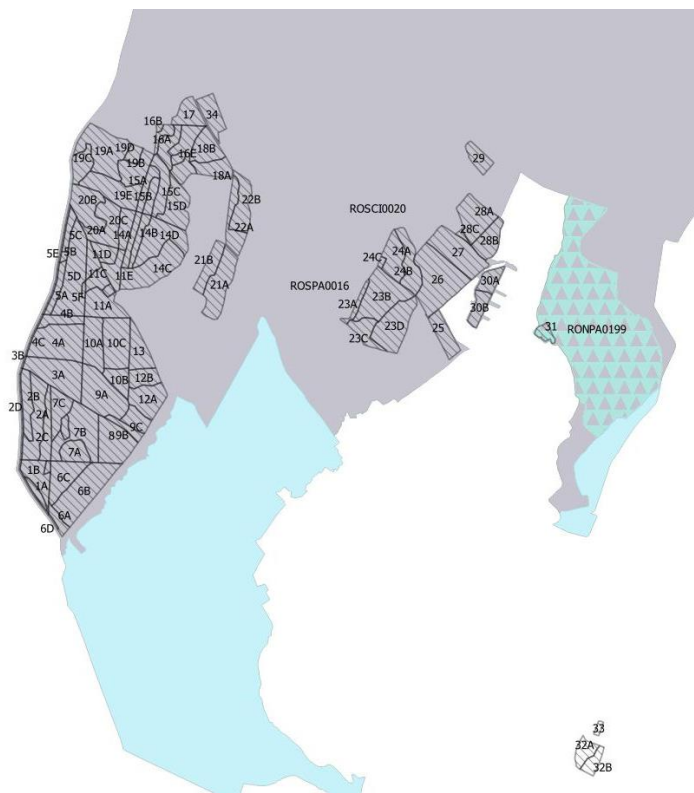 16B
17
34
19C
19A
19D
19B
16A
16E
18B
18A
29
15A
20B
19E
15B
15C
15D
22B
ROSCI0020
28A
5C
20C
20A
14A
14B
14D
22A
28C
28B
5E
5B
11D
24A
27
24C
24B
5D
11C
11E
14C
21B
21A
ROSPA0016
26
30A
5A
5F
11A
23A
23B
30B
4B
23C
23D
25
31
RONPA0199
4C
4A
10A
10C
13
3B
3A
10B
12B
2B
7C
9A
12A
2D
2A
2C
7B
8
9B
9C
7A
1B
1A
6C
6B
6A
6D
33
32A
32B